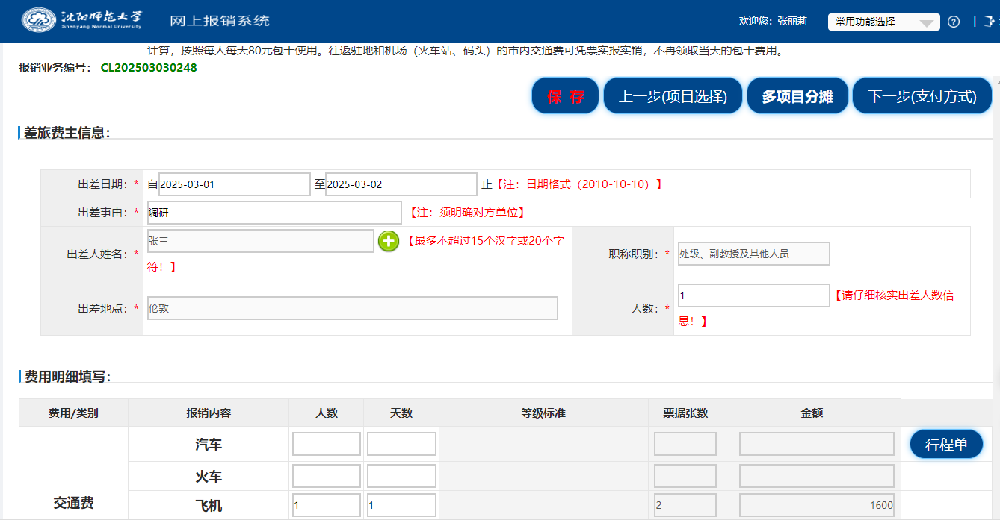 沈阳师范大学
Shenyang Normal University
网上报销系统
欢迎您：张丽莉
常用功能选择
计算，按照每人每天80元包干使用。往返驻地和机场（火车站、码头）的市内交通费可凭票实报实销，不再领取当天的包干费用。
报销业务编号： CL202503030248
保 存
上一步(项目选择)
多项目分摊
下一步(支付方式)
差旅费主信息：
出差日期： * 自2025-03-01 至2025-03-02 止【注：日期格式（2010-10-10）】
出差事由： * 调研 【注：须明确对方单位】
出差人姓名： * 张三 【最多不超过15个汉字或20个字
符！】
职称职别： * 处级、副教授及其他人员
出差地点： * 伦敦
人数： * 1 【请仔细核实出差人数信
息！】
费用明细填写：
费用/类别 报销内容 人数 天数 等级标准 票据张数 金额
汽车 行程单
火车
交通费
飞机 1 1 2 1600